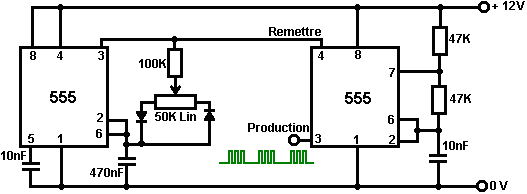 + 12V
Remettre
8 4 3
4 8
47K
100K
7
555
555
50K Lin
47K
2
6
6
Production
5 1
3 1 2
10nF
10nF
470nF
0 V